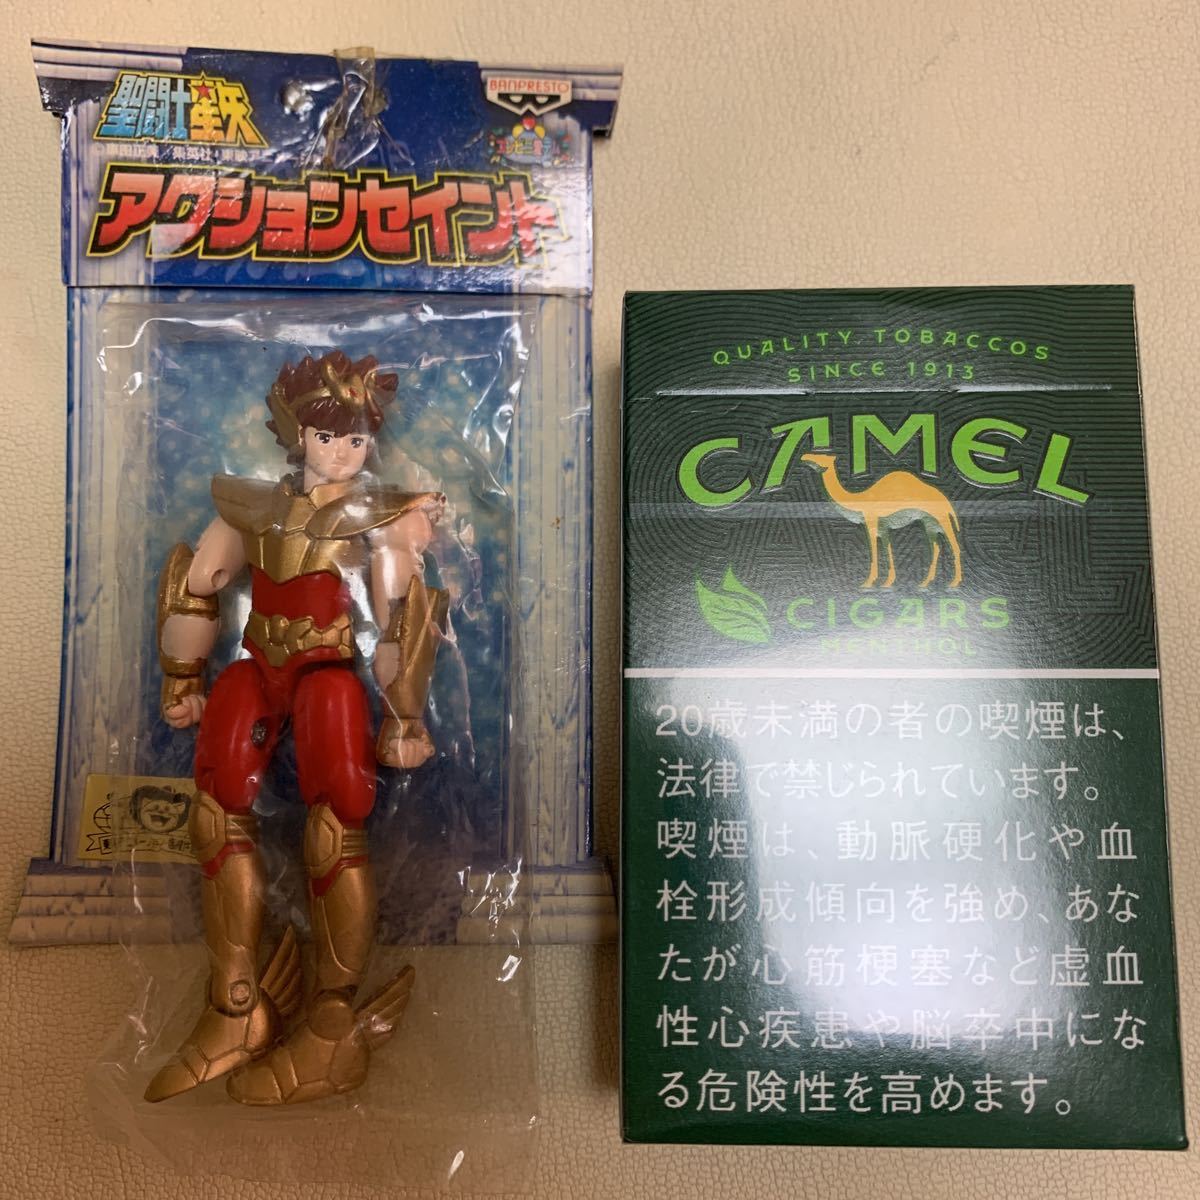 聖闘士星矢
BANPRESTO
アクションセイント
QUALITY TOBACCOS
SINCE 1913
CAMEL
CIGARS
MENTHOL
20歳未満の者の喫煙は、
法律で禁じられています。
喫煙は、動脈硬化や血
栓形成傾向を強め、あな
たが心筋梗塞など虚血
性心疾患や脳卒中にな
る危険性を高めます。